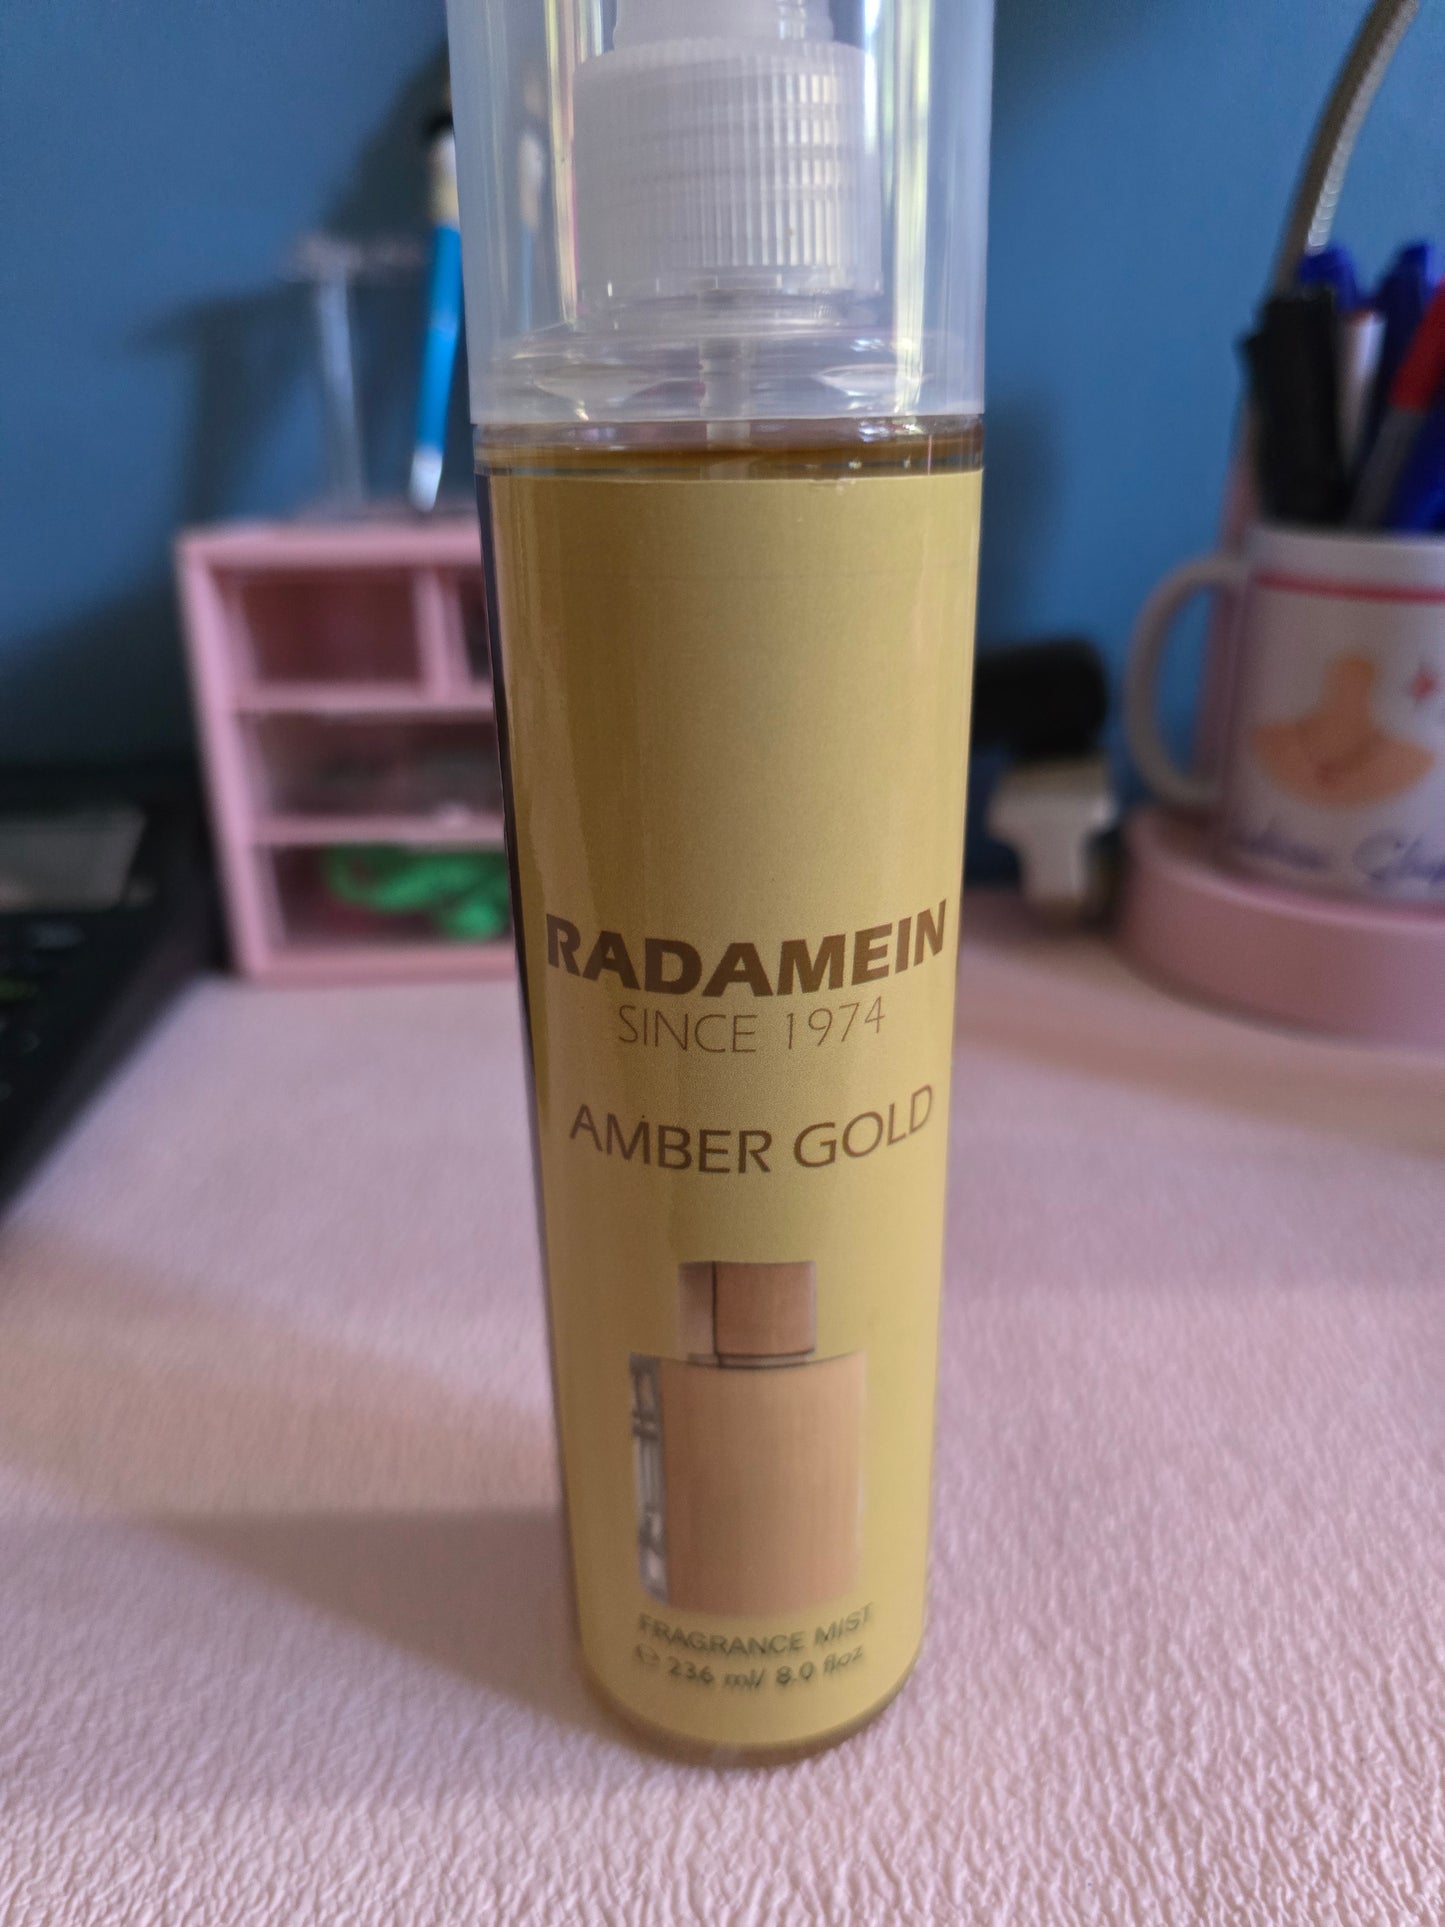 RADAMEIN
SINCE 1974
AMBER GOLD
FRAGRANCE MIST
℮ 236 ml/ 8.0 floz